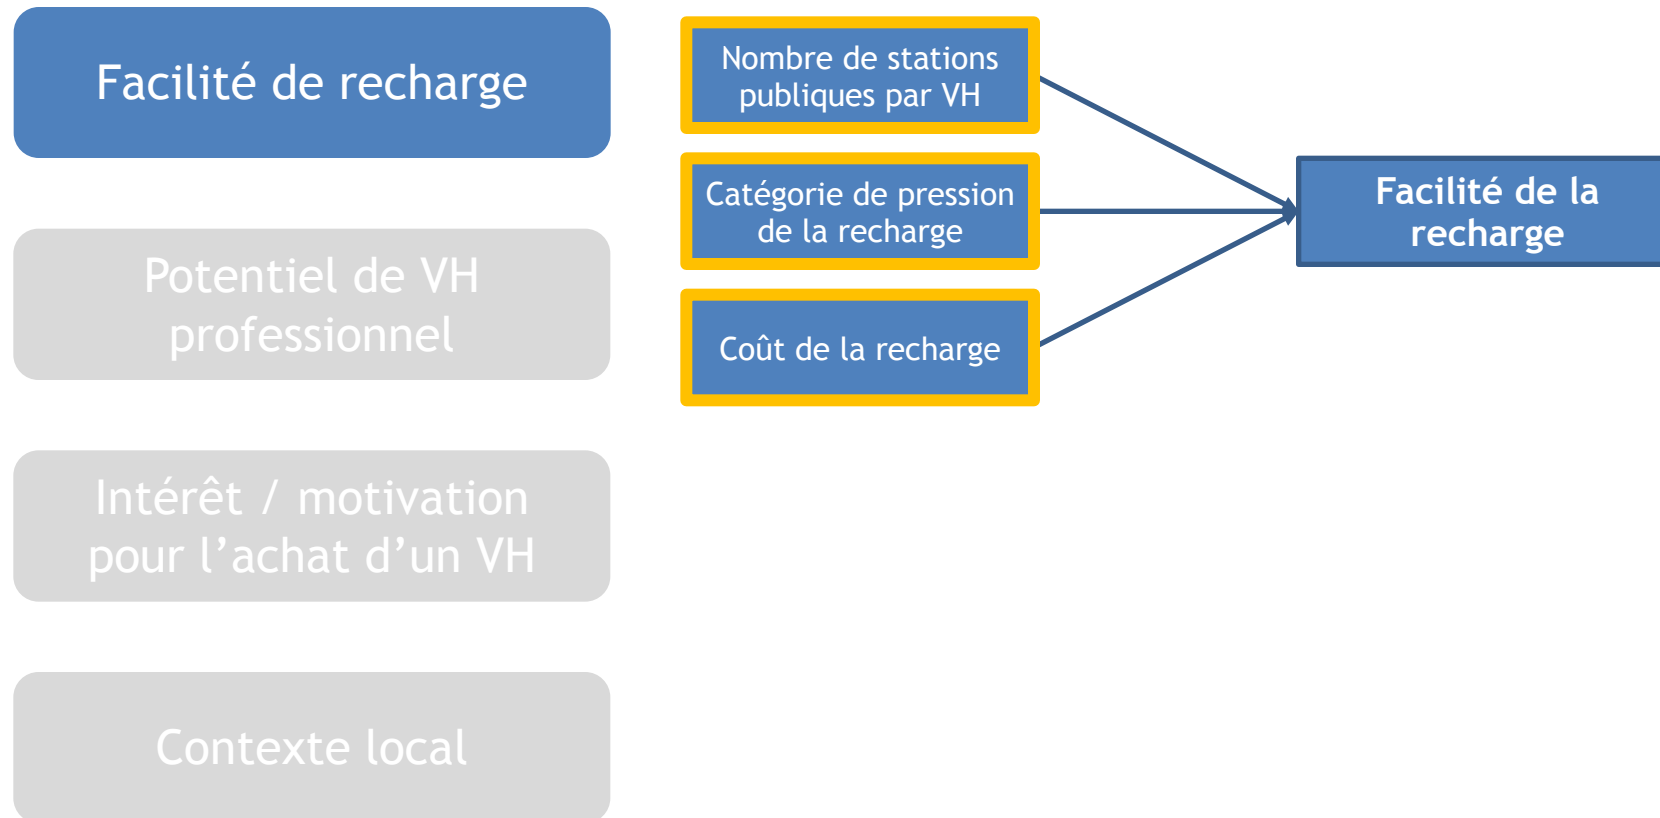 Facilité de recharge
Potentiel de VH
professionnel
Intérêt / motivation
pour l’achat d’un VH
Contexte local
Nombre de stations
publiques par VH
Catégorie de pression
de la recharge
Coût de la recharge
Facilité de la
recharge